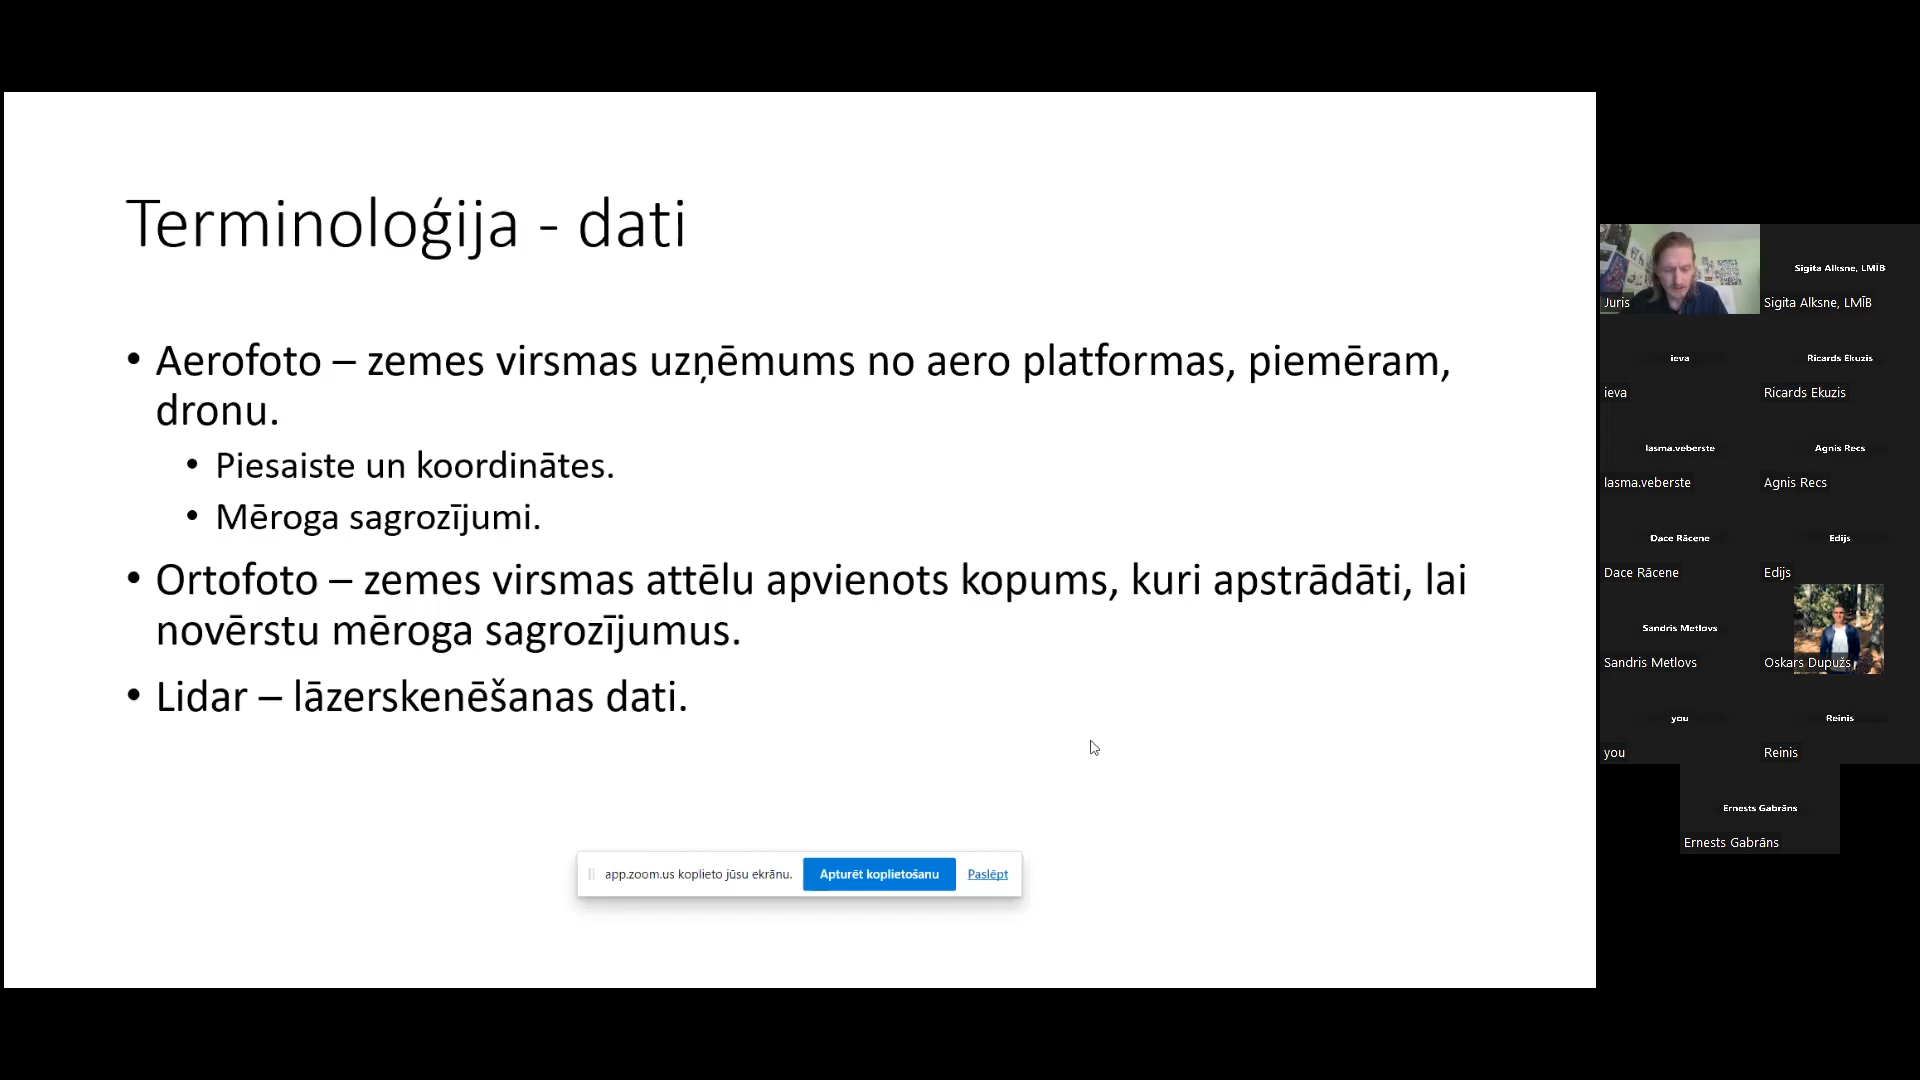 Terminoloģija - dati
• Aerofoto – zemes virsmas uzņēmums no aero platformas, piemēram,
dronu.
• Piesaiste un koordinātes.
• Mēroga sagrozījumi.
• Ortofoto – zemes virsmas attēlu apvienots kopums, kuri apstrādāti, lai
novērstu mēroga sagrozījumus.
• Lidar – lāzerskenēšanas dati.
app.zoom.us koplieto jūsu ekrānu.
Apturēt koplietošanu
Paslēpt
Juris
Sigita Alksne, LMĪB
Sigita Alksne, LMĪB
ieva
ieva
Ricards Ekuzis
Ricards Ekuzis
lasma.veberste
lasma.veberste
Agnis Recs
Agnis Recs
Dace Rācene
Dace Rācene
Edijs
Edijs
Sandris Metlovs
Sandris Metlovs
Oskars Dupužs
you
you
Reinis
Reinis
Ernests Gabrāns
Ernests Gabrāns